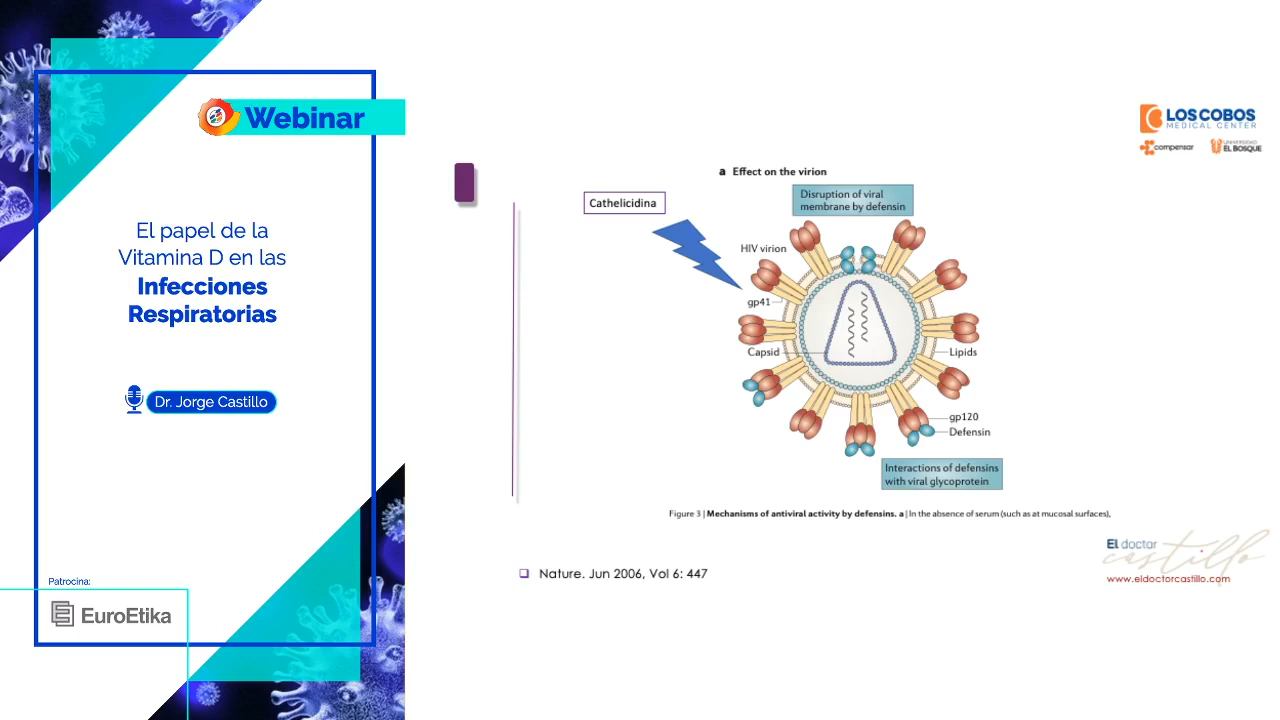 Webinar
El papel de la
Vitamina D en las
Infecciones
Respiratorias
Dr. Jorge Castillo
Patrocina:
EuroEtika
LOS COBOS
MEDICAL CENTER
compensar
UNIVERSIDAD
EL BOSQUE
a Effect on the virion
Cathelicidina
Disruption of viral
membrane by defensin
HIV virion
gp41
Capsid
Lipids
gp120
Defensin
Interactions of defensins
with viral glycoprotein
Figure 3 | Mechanisms of antiviral activity by defensins. a | In the absence of serum (such as at mucosal surfaces),
Nature. Jun 2006, Vol 6: 447
El doctor
castillo
www.eldoctorcastillo.com